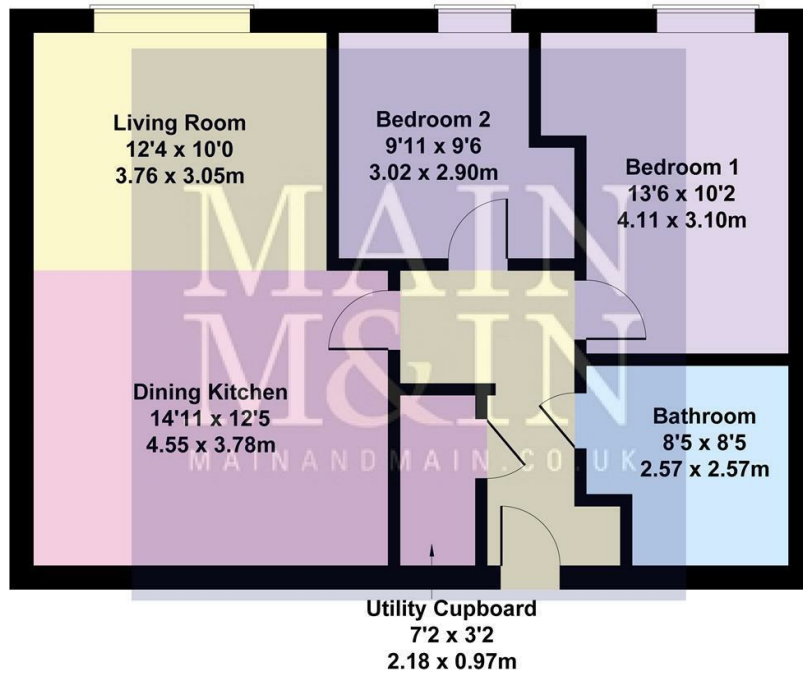 Living Room
12'4 x 10'0
3.76 x 3.05m
Bedroom 2
9'11 x 9'6
3.02 x 2.90m
Bedroom 1
13'6 x 10'2
4.11 x 3.10m
MAIN
M&IN
MAINANDMAIN.CO.UK
Dining Kitchen
14'11 x 12'5
4.55 x 3.78m
Bathroom
8'5 x 8'5
2.57 x 2.57m
Utility Cupboard
7'2 x 3'2
2.18 x 0.97m